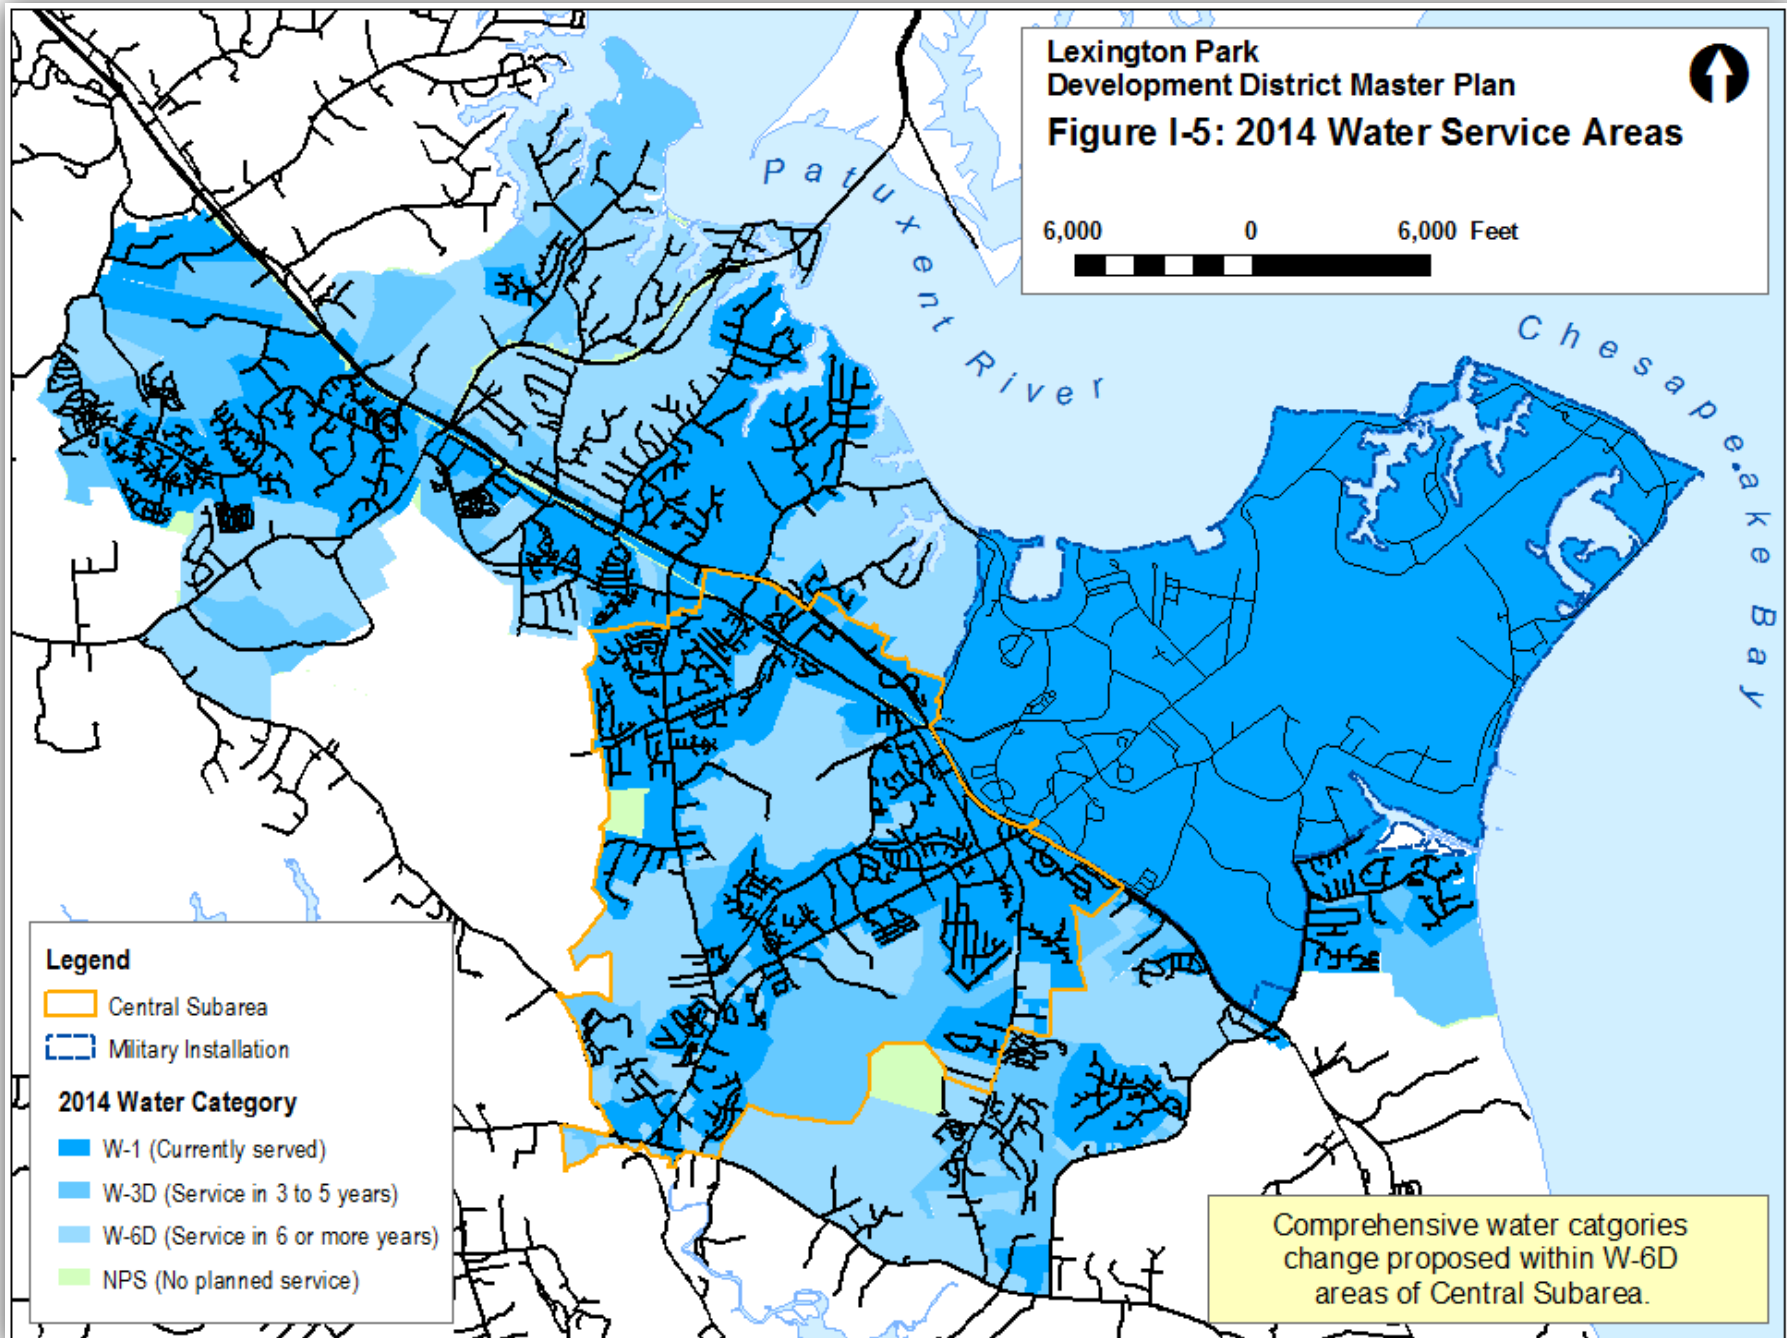 Lexington Park
Development District Master Plan
Figure I-5: 2014 Water Service Areas
6,000 0 6,000 Feet
Patuxent River
Chesapeake Bay
Legend
Central Subarea
Military Installation
2014 Water Category
W-1 (Currently served)
W-3D (Service in 3 to 5 years)
W-6D (Service in 6 or more years)
NPS (No planned service)
Comprehensive water catgories
change proposed within W-6D
areas of Central Subarea.